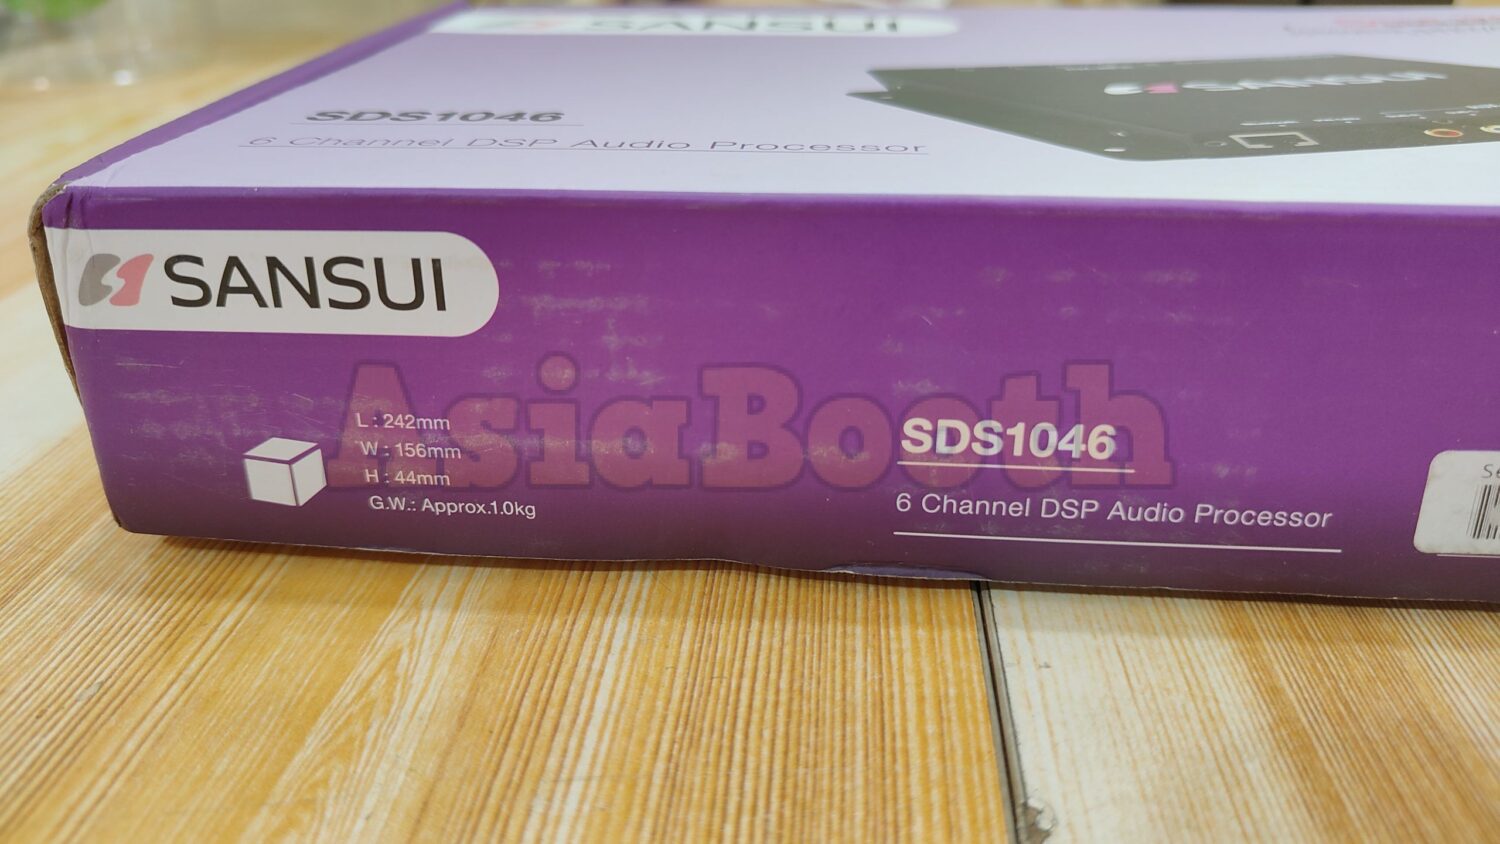 SANSUI
SDS1046
6 Channel DSP Audio Processor
SANSUI
SANSUI
L : 242mm
W : 156mm
H : 44mm
G.W.: Approx.1.0kg
AsiaBooth
SDS1046
6 Channel DSP Audio Processor